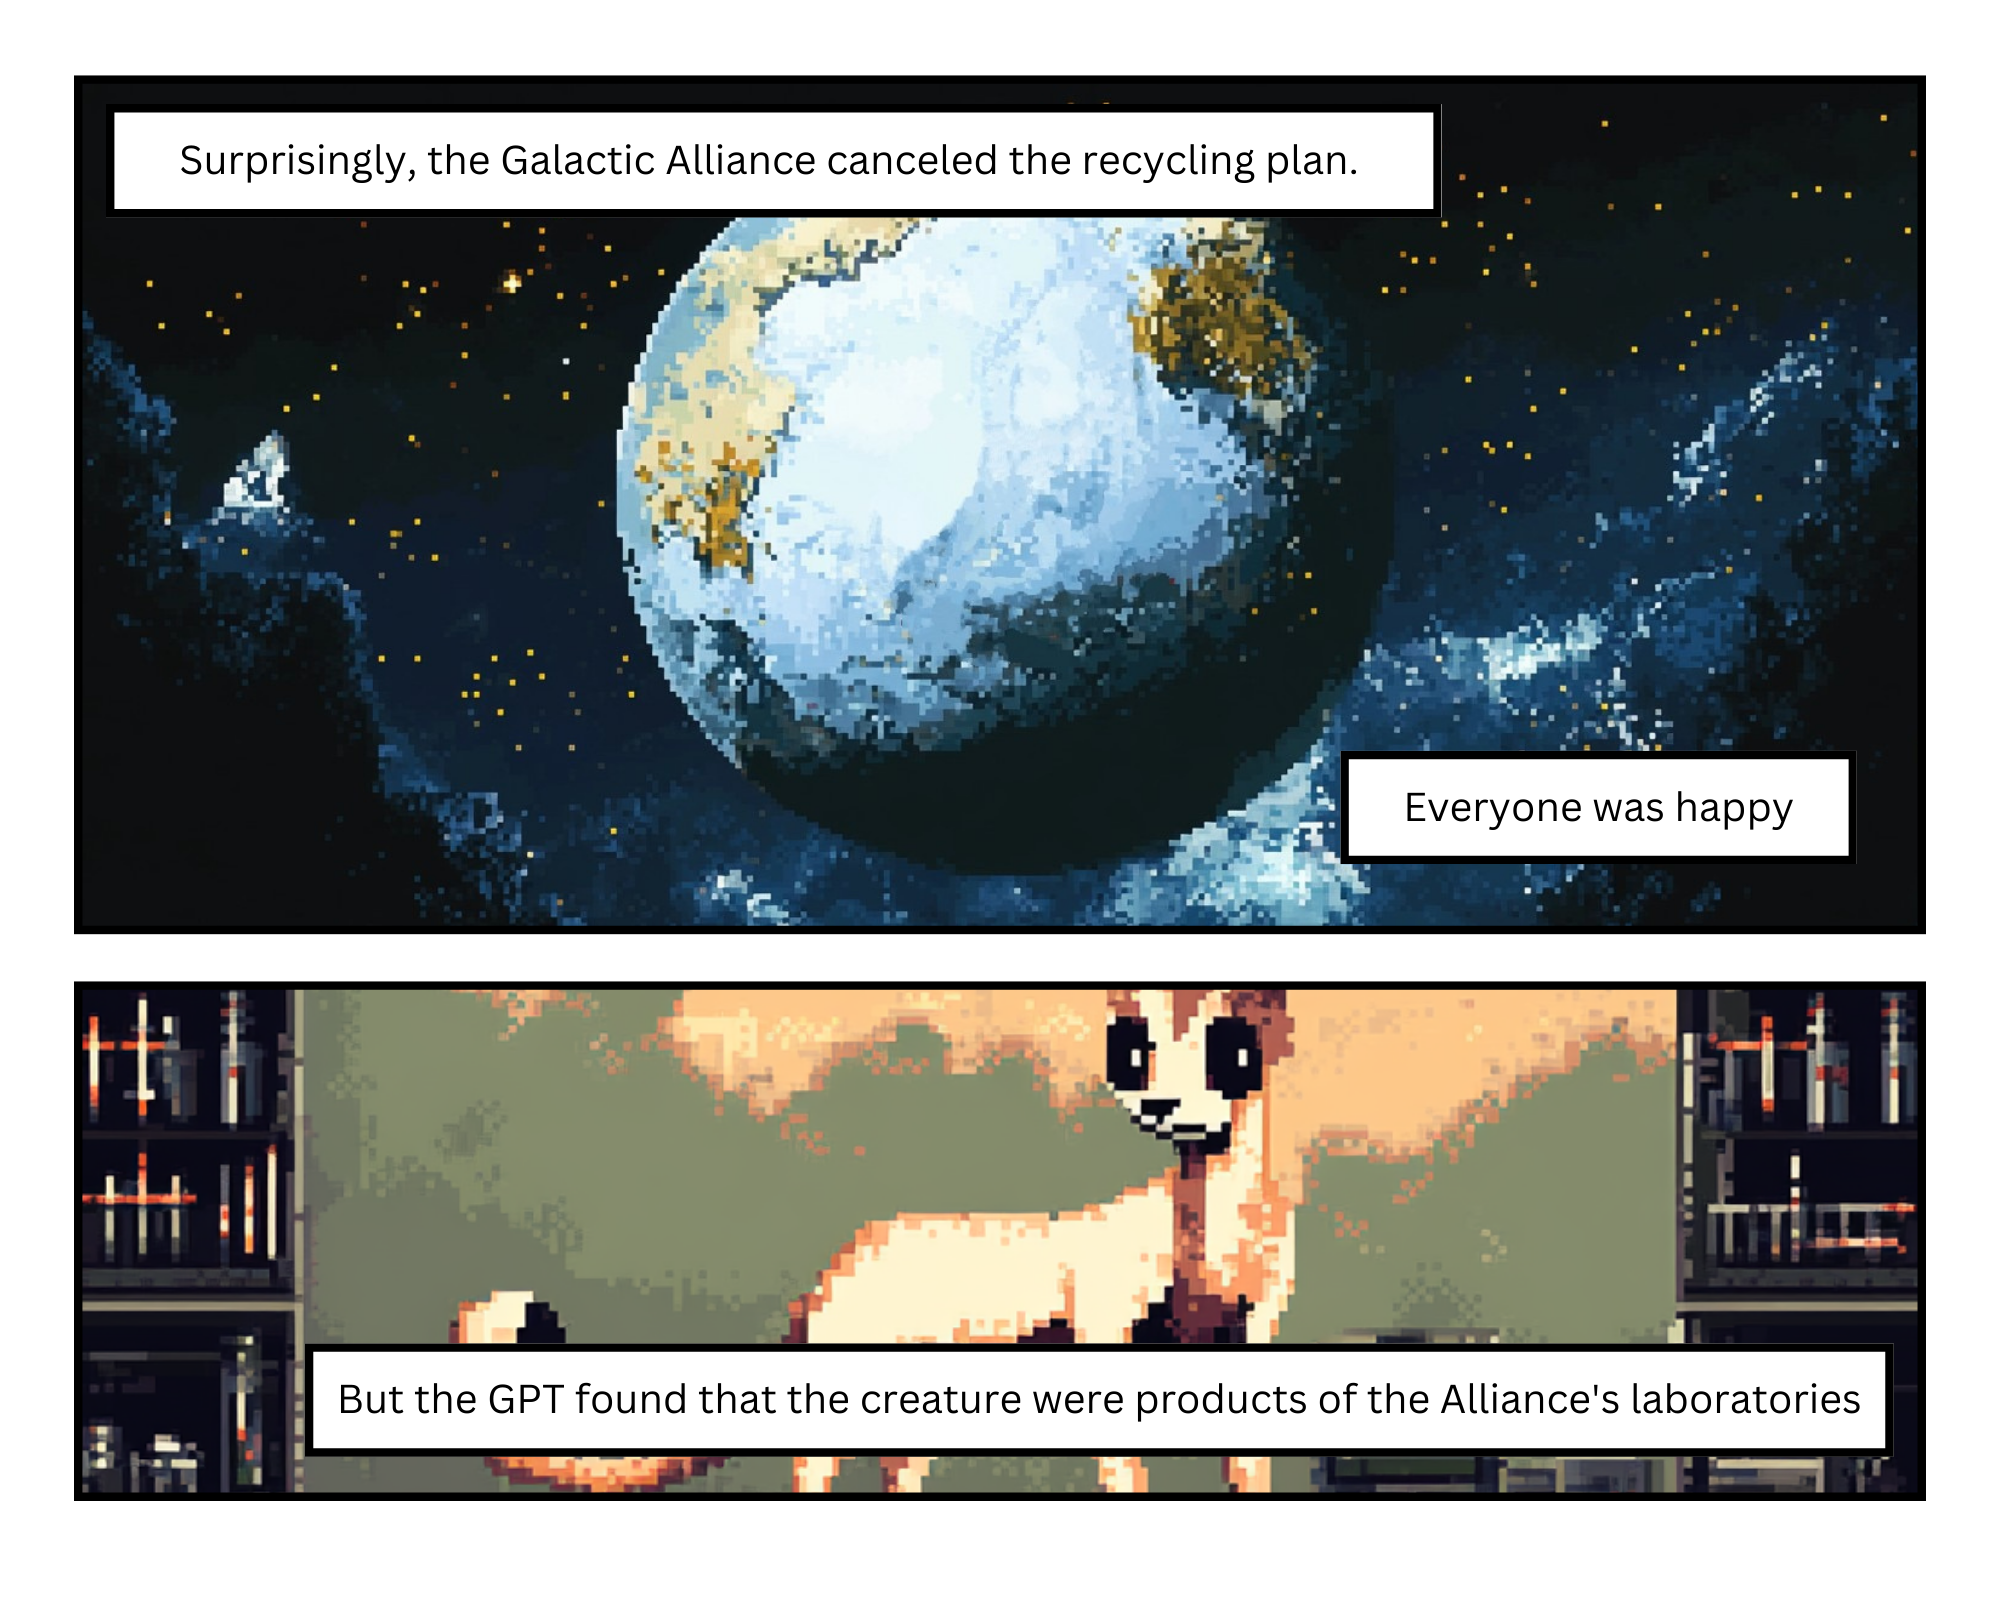 Surprisingly, the Galactic Alliance canceled the recycling plan.
Everyone was happy
But the GPT found that the creature were products of the Alliance's laboratories